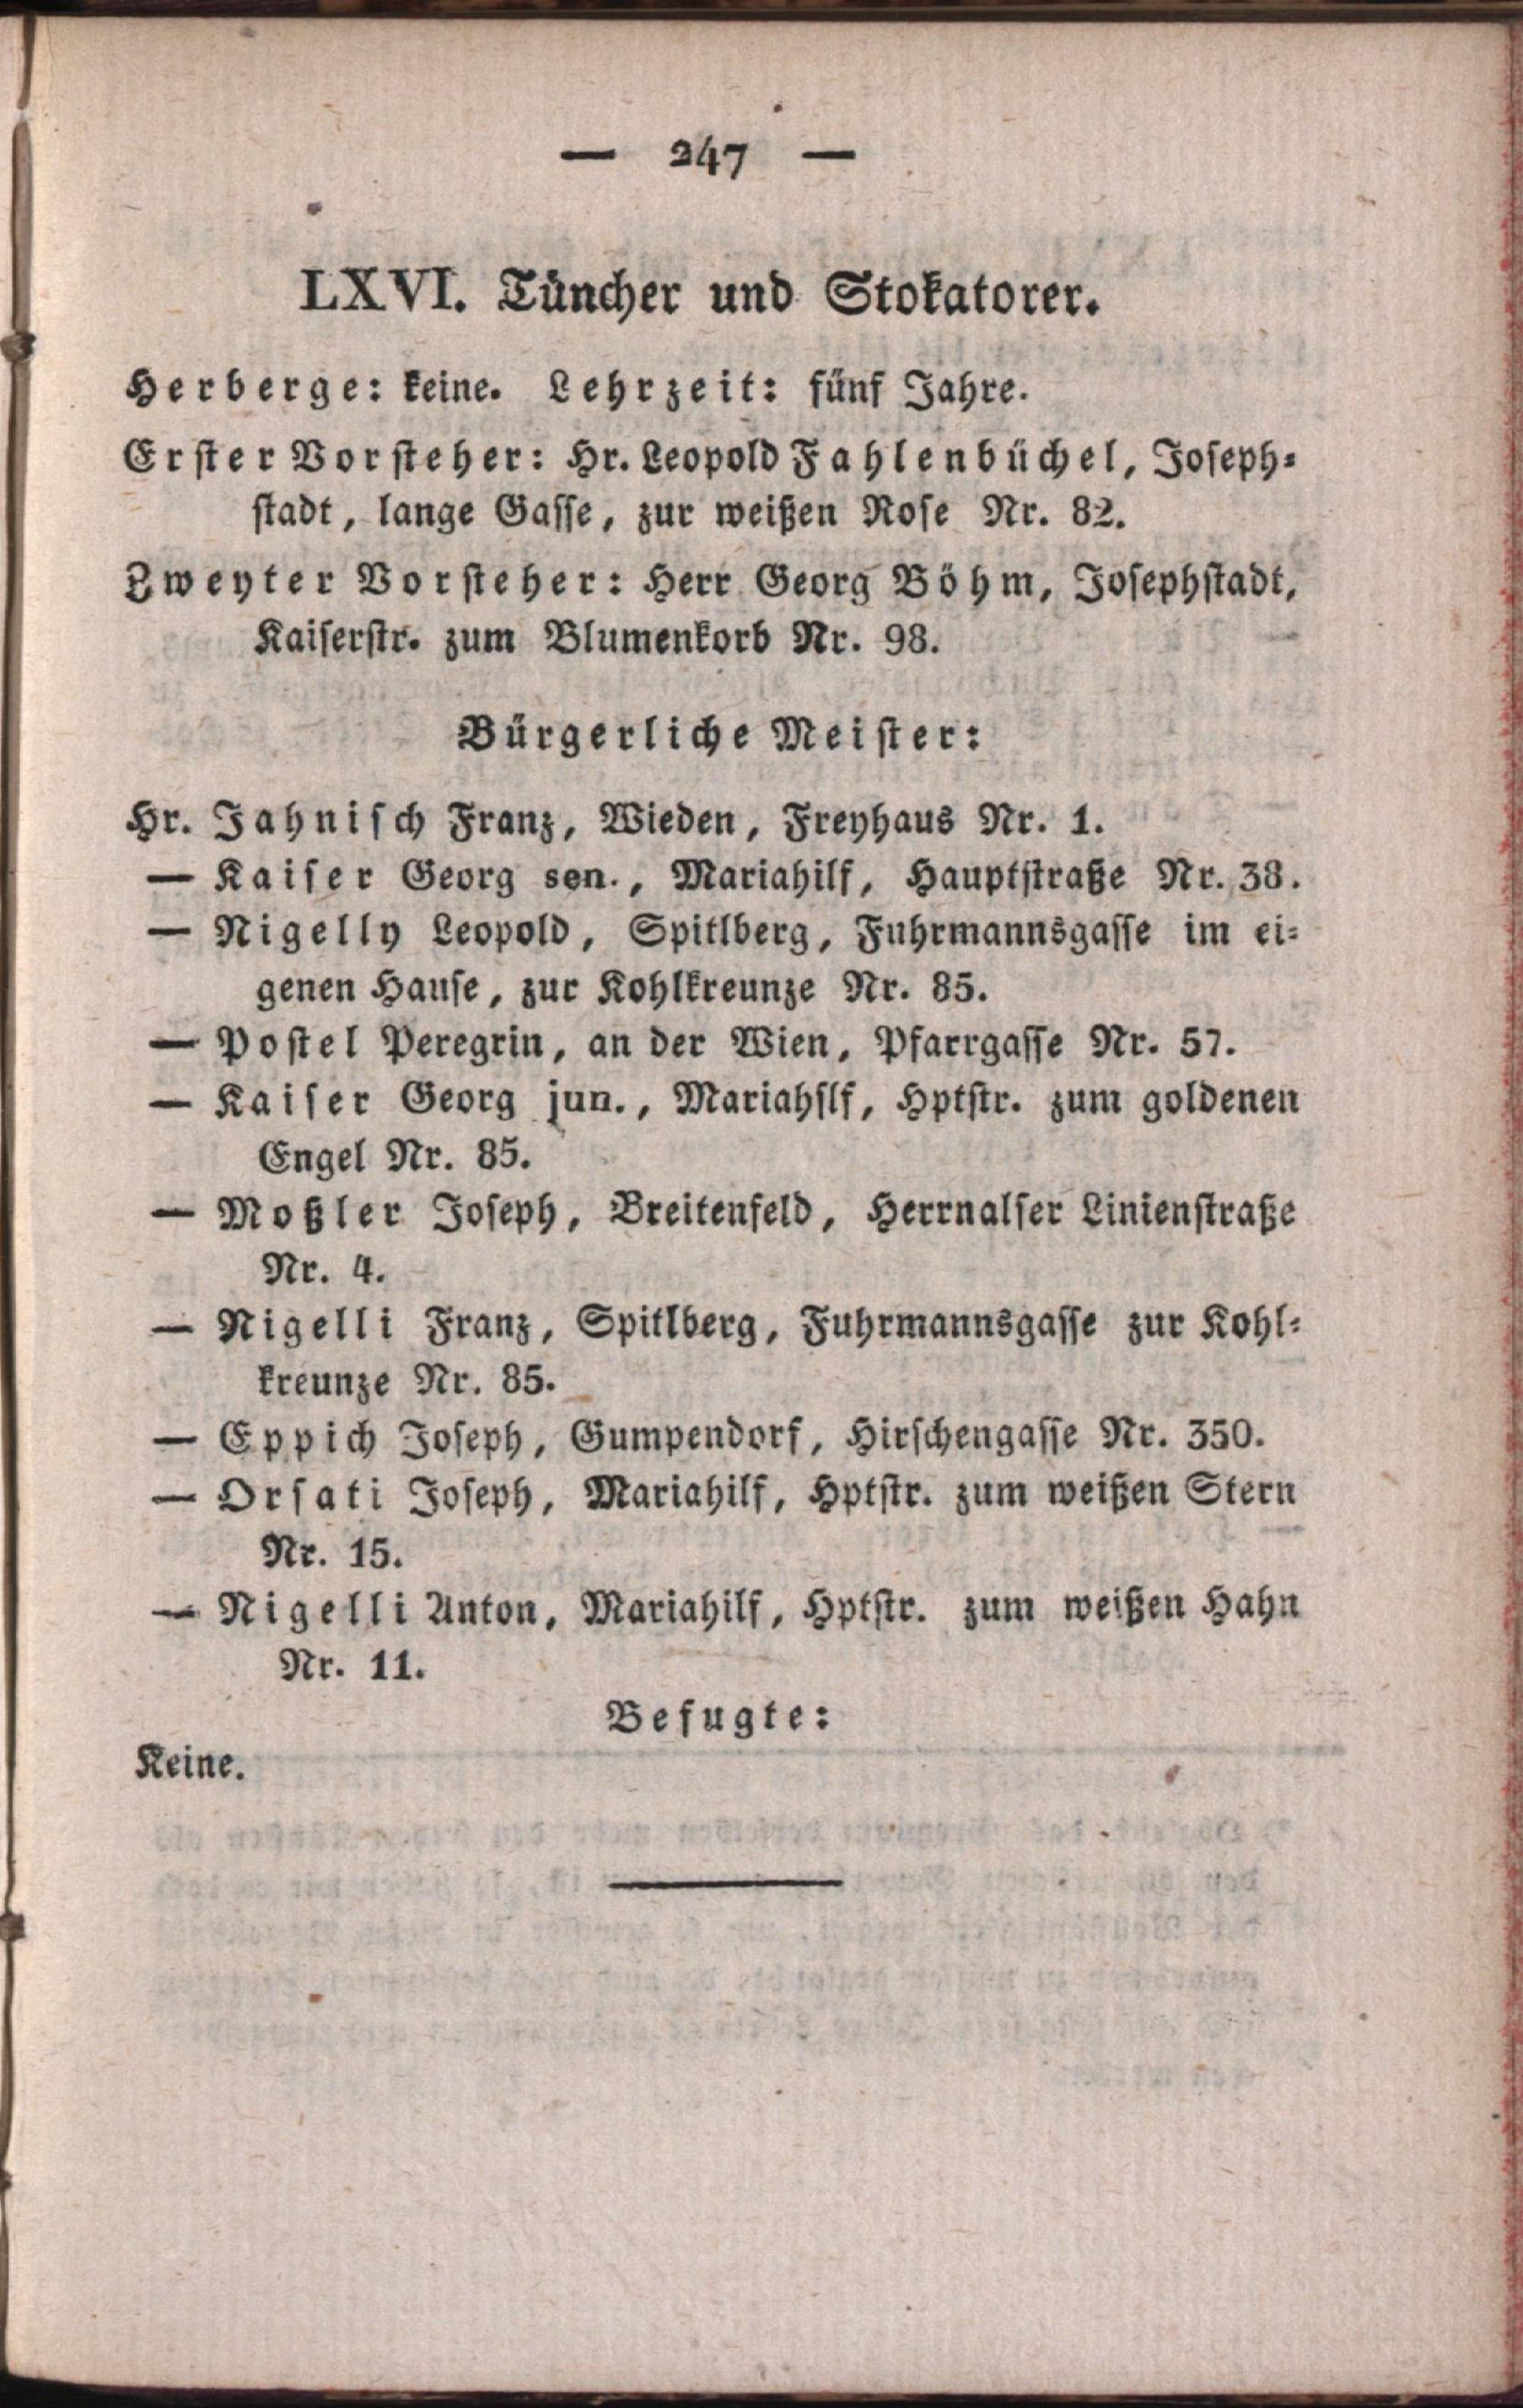 — 247 —
LXVI. Tüncher und Stokatorer.
Herberge: keine. Lehrzeit: fünf Jahre.
Erster Vorsteher: Hr. Leopold Fahlenbüchel, Joseph-
stadt, lange Gasse, zur weißen Rose Nr. 82.
Zweyter Vorsteher: Herr Georg Böhm, Josephstadt,
Kaiserstr. zum Blumenkorb Nr. 98.
Bürgerliche Meister:
Hr. Jahnisch Franz, Wieden, Freyhaus Nr. 1.
— Kaiser Georg sen., Mariahilf, Hauptstraße Nr. 38.
— Nigelly Leopold, Spitlberg, Fuhrmannsgasse im ei-
genen Hause, zur Kohlkreunze Nr. 85.
— Postel Peregrin, an der Wien, Pfarrgasse Nr. 57.
— Kaiser Georg jun., Mariahslf, Hptstr. zum goldenen
Engel Nr. 85.
— Moßler Joseph, Breitenfeld, Herrnalser Linienstraße
Nr. 4.
— Nigelli Franz, Spitlberg, Fuhrmannsgasse zur Kohl-
kreunze Nr. 85.
— Eppich Joseph, Gumpendorf, Hirschengasse Nr. 350.
— Orsati Joseph, Mariahilf, Hptstr. zum weißen Stern
Nr. 15.
— Nigelli Anton, Mariahilf, Hptstr. zum weißen Hahn
Nr. 11.
Befugte:
Keine.